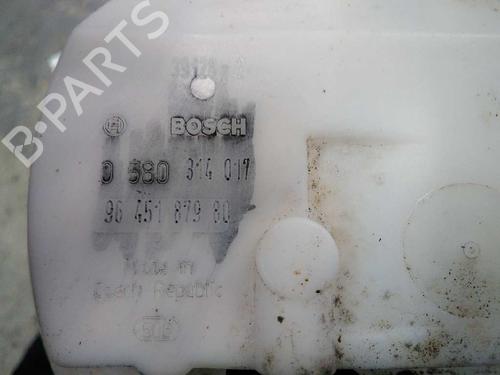 B-PARTS
BOSCH
0 580 314 017
96 451 879 80
Made in
Czech Republic